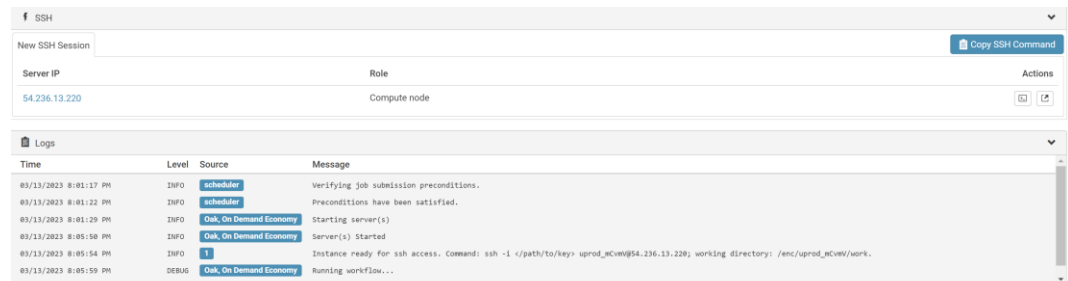 SSH
New SSH Session
Copy SSH Command
Server IP Role Actions
54.236.13.220 Compute node
Logs
Time Level Source Message
03/13/2023 8:01:17 PM INFO scheduler Verifying job submission preconditions.
03/13/2023 8:01:22 PM INFO scheduler Preconditions have been satisfied.
03/13/2023 8:01:29 PM INFO Oak, On Demand Economy Starting server(s)
03/13/2023 8:05:50 PM INFO Oak, On Demand Economy Server(s) Started
03/13/2023 8:05:54 PM INFO 1 Instance ready for ssh access. Command: ssh -i </path/to/key> uprod_mCvmV@54.236.13.220; working directory: /enc/uprod_mCvmV/work.
03/13/2023 8:05:59 PM DEBUG Oak, On Demand Economy Running workflow...